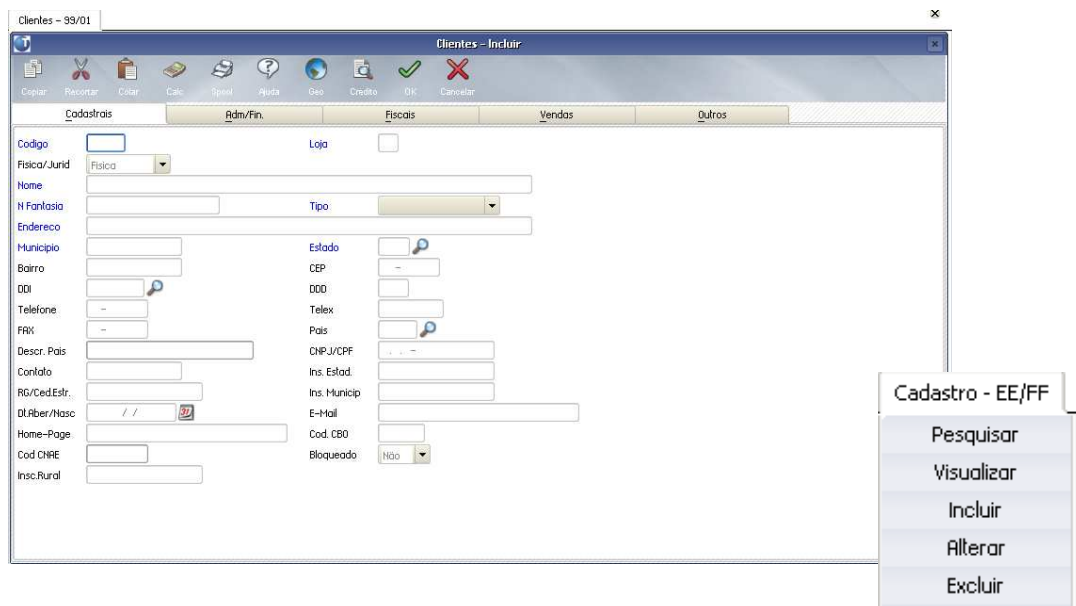 Clientes - 99/01 ×
Clientes - Incluir
Copiar Recortar Colar Calc Spool Ajuda Geo Crédito OK Cancelar
Cadastrais Adm/Fin. Fiscais Vendas Outros
Codigo Loja
Fisica/Jurid Fisica
Nome
N Fantasia Tipo
Endereco
Municipio Estado
Bairro CEP -
DDI DDD
Telefone - Telex
FAX - Pais
Descr. Pais CNPJ/CPF . . -
Contato Ins. Estad.
RG/Ced.Estr. Ins. Municip
Dt.Aber/Nasc / / 31 E-Mail
Home-Page Cod. CBO
Cod CNAE Bloqueado Não
Insc.Rural
Cadastro - EE/FF
Pesquisar
Visualizar
Incluir
Alterar
Excluir